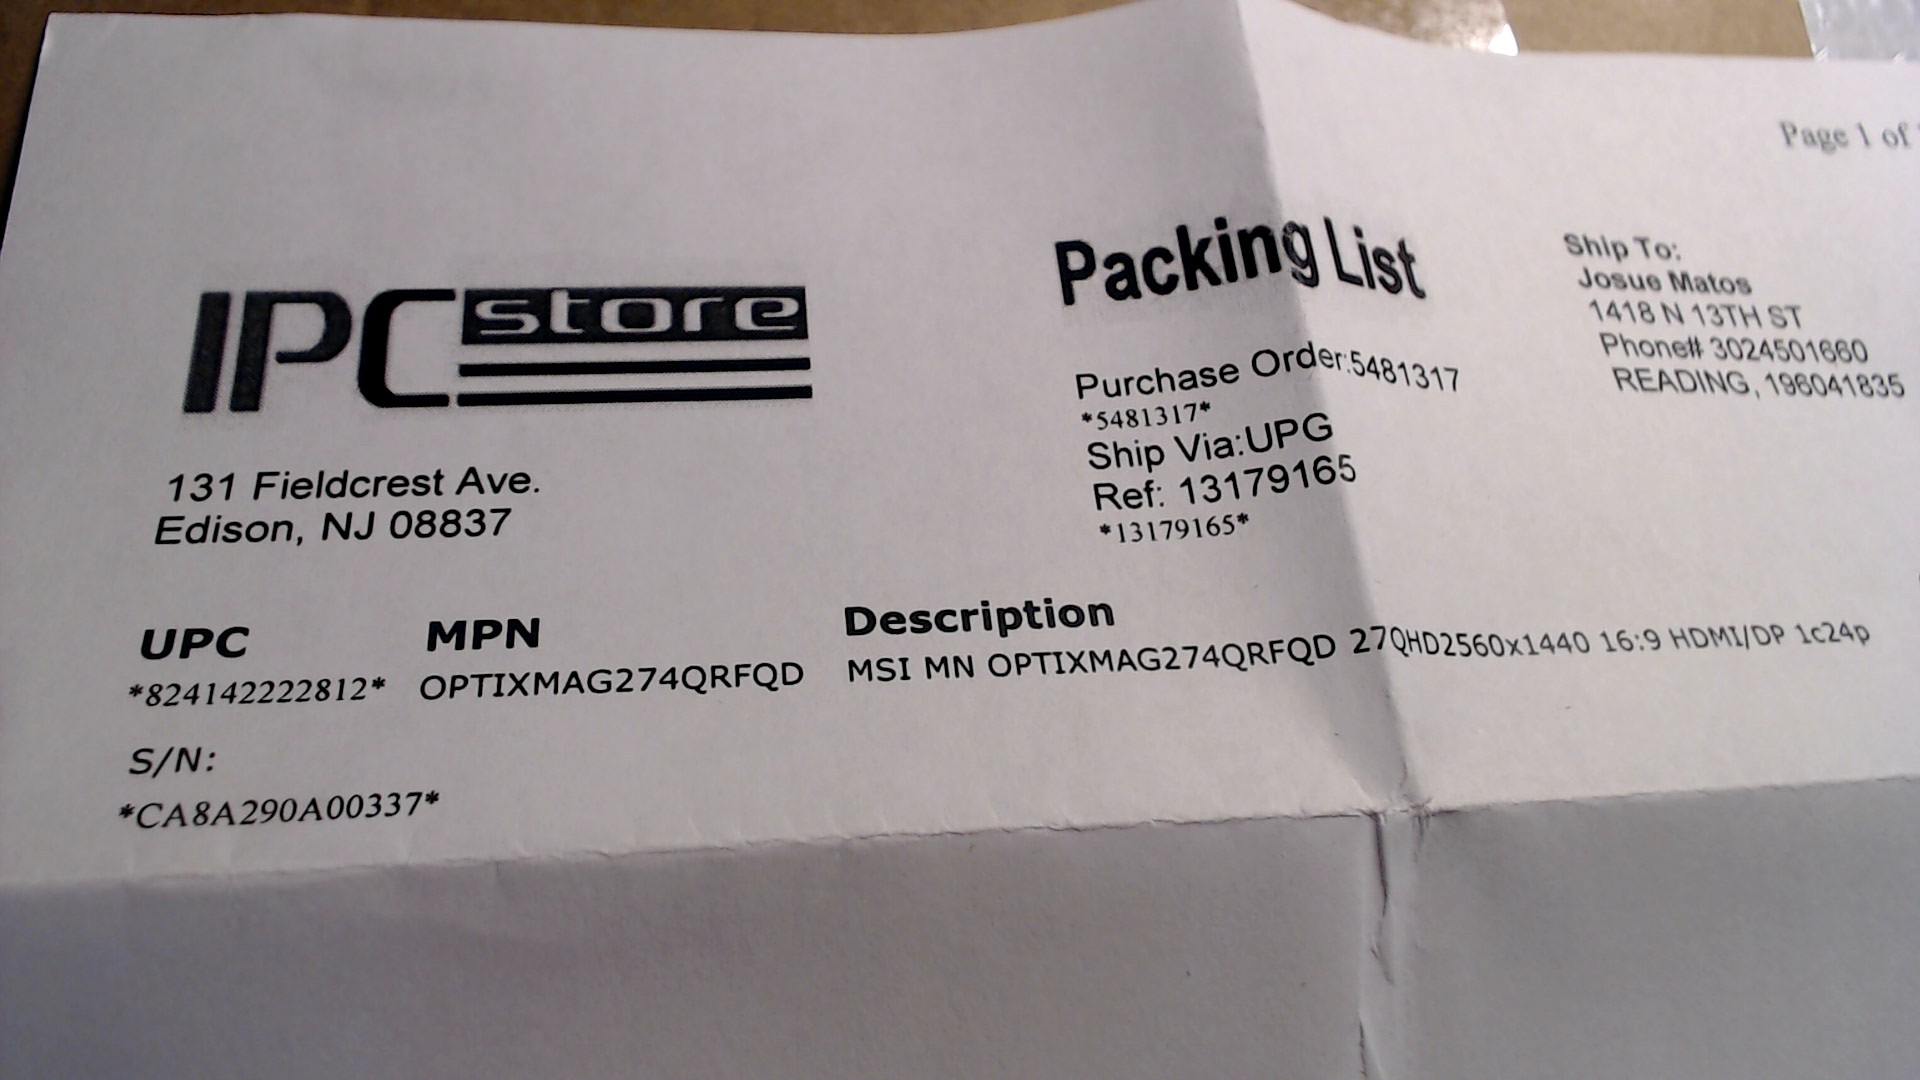 Page 1 of
IPC store
Packing List
131 Fieldcrest Ave.
Edison, NJ 08837
Purchase Order:5481317
*5481317*
Ship Via:UPG
Ref: 13179165
*13179165*
Ship To:
Josue Matos
1418 N 13TH ST
Phone# 3024501660
READING, 196041835
UPC MPN Description
*824142222812* OPTIXMAG274QRFQD MSI MN OPTIXMAG274QRFQD 27QHD2560x1440 16:9 HDMI/DP 1c24p
S/N:
*CA8A290A00337*